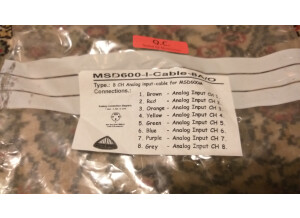 Q.C.
MSD600-I-Cable-8AIO
Type.: 8 CH Analog input-cable for MSD600M
Connections.:
1. Brown - Analog Input CH 1.
2. Red - Analog Input CH 2.
3. Orange - Analog Input CH 3.
4. Yellow - Analog Input CH 4.
5. Green - Analog Input CH 5.
6. Blue - Analog Input CH 6.
7. Purple - Analog Input CH 7.
8. Grey - Analog Input CH 8.